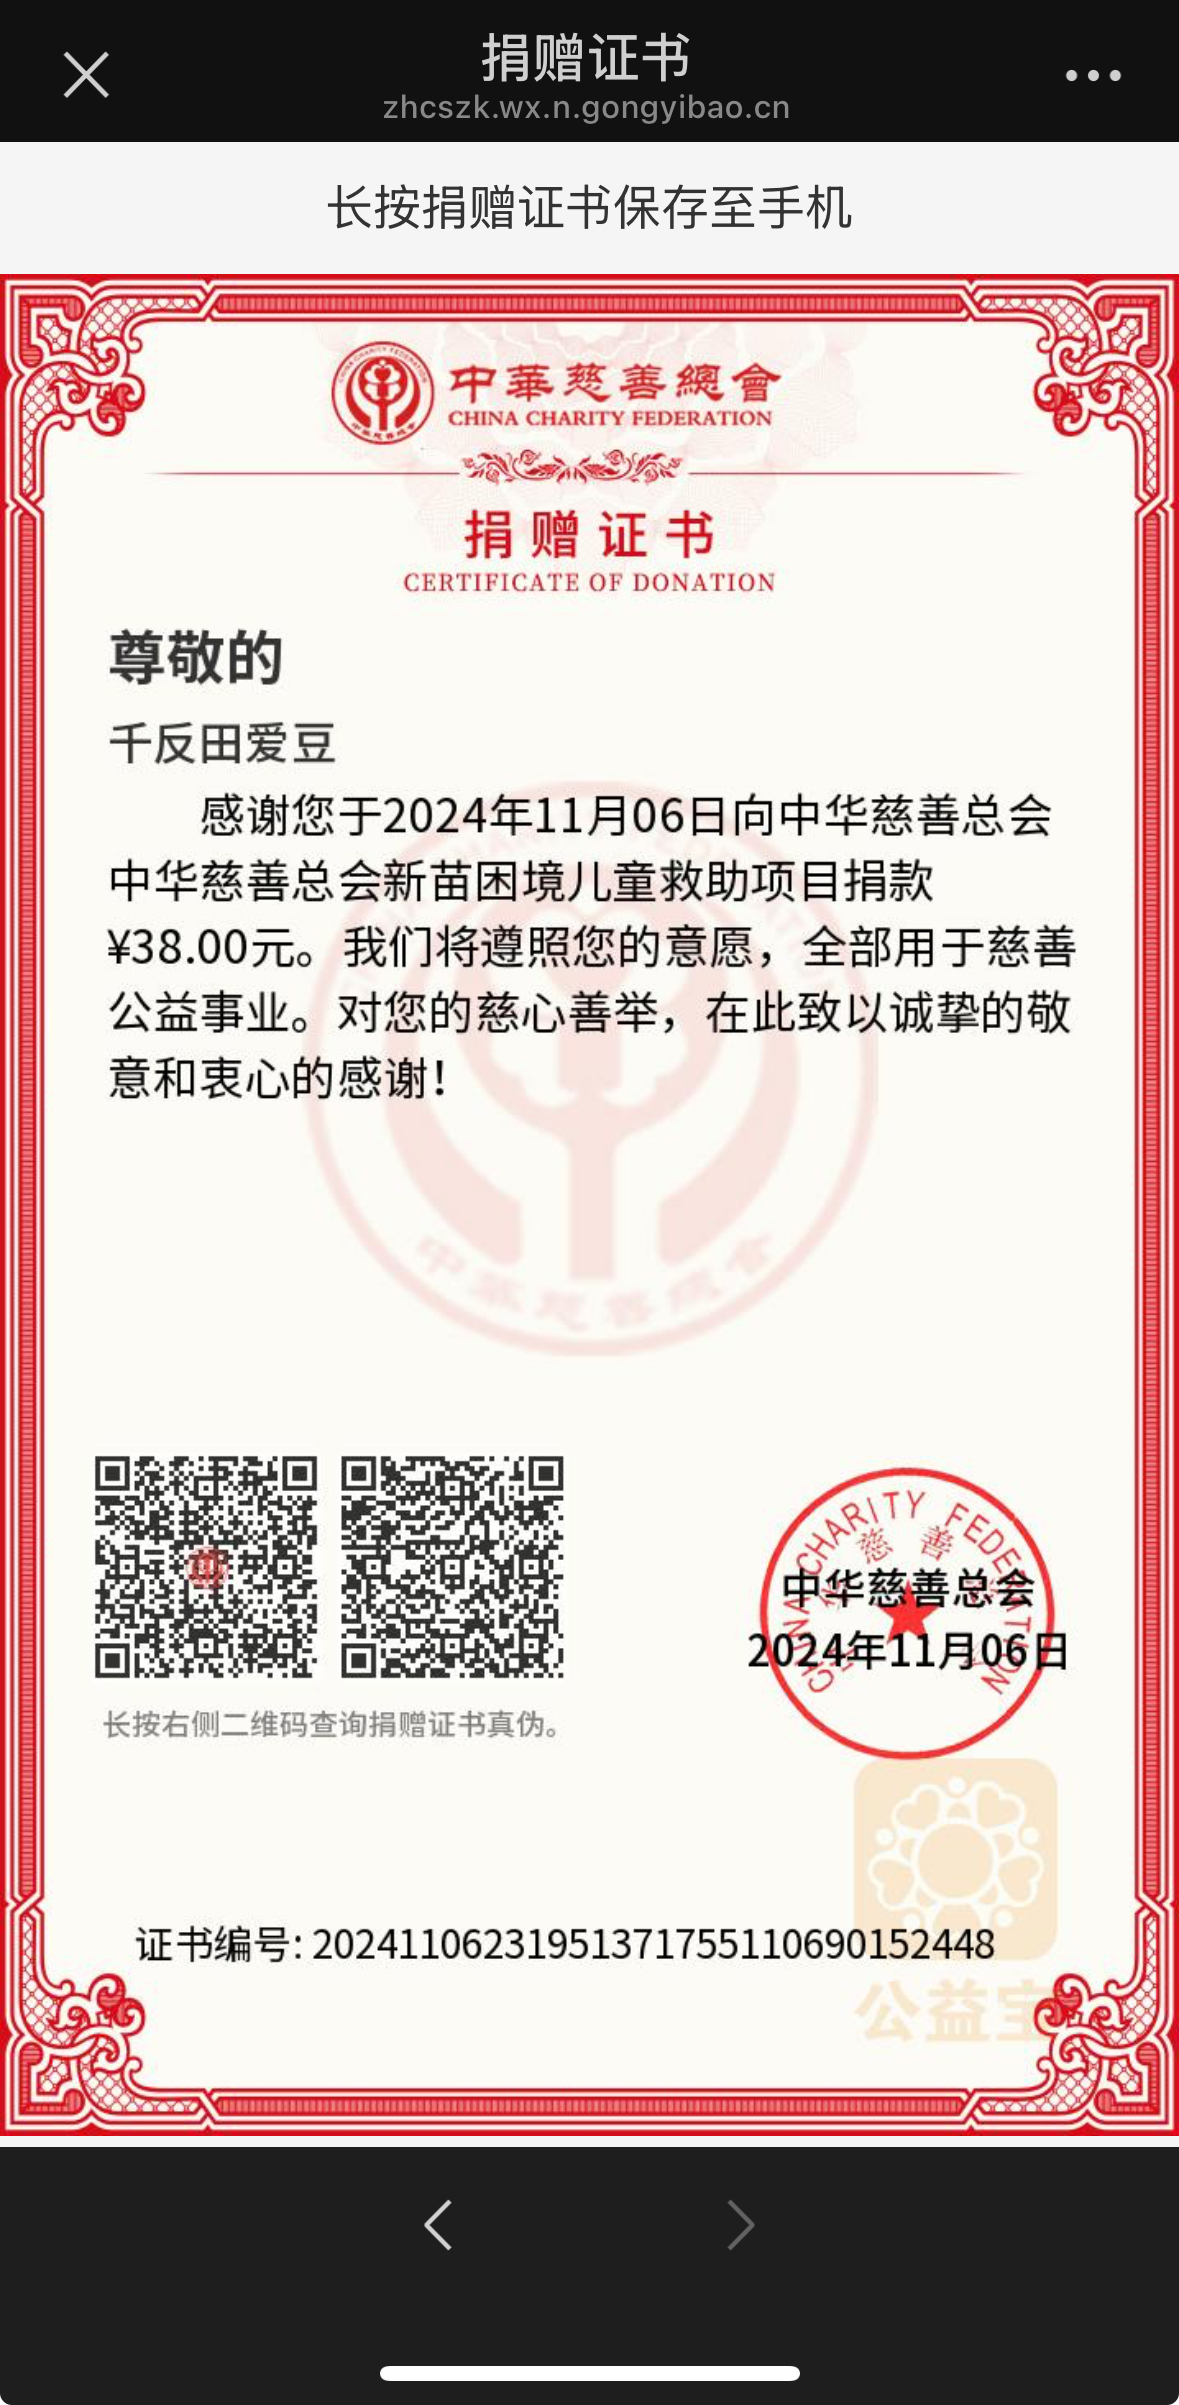 捐赠证书
zhcszk.wx.n.gongyibao.cn
长按捐赠证书保存至手机
中華慈善總會
CHINA CHARITY FEDERATION
捐赠证书
CERTIFICATE OF DONATION
尊敬的
千反田爱豆
感谢您于2024年11月06日向中华慈善总会
中华慈善总会新苗困境儿童救助项目捐款
¥38.00元。我们将遵照您的意愿，全部用于慈善
公益事业。对您的慈心善举，在此致以诚挚的敬
意和衷心的感谢！
CHINA CHARITY FEDERATION
中华慈善总会
2024年11月06日
长按右侧二维码查询捐赠证书真伪。
证书编号: 20241106231951371755110690152448
公益宝